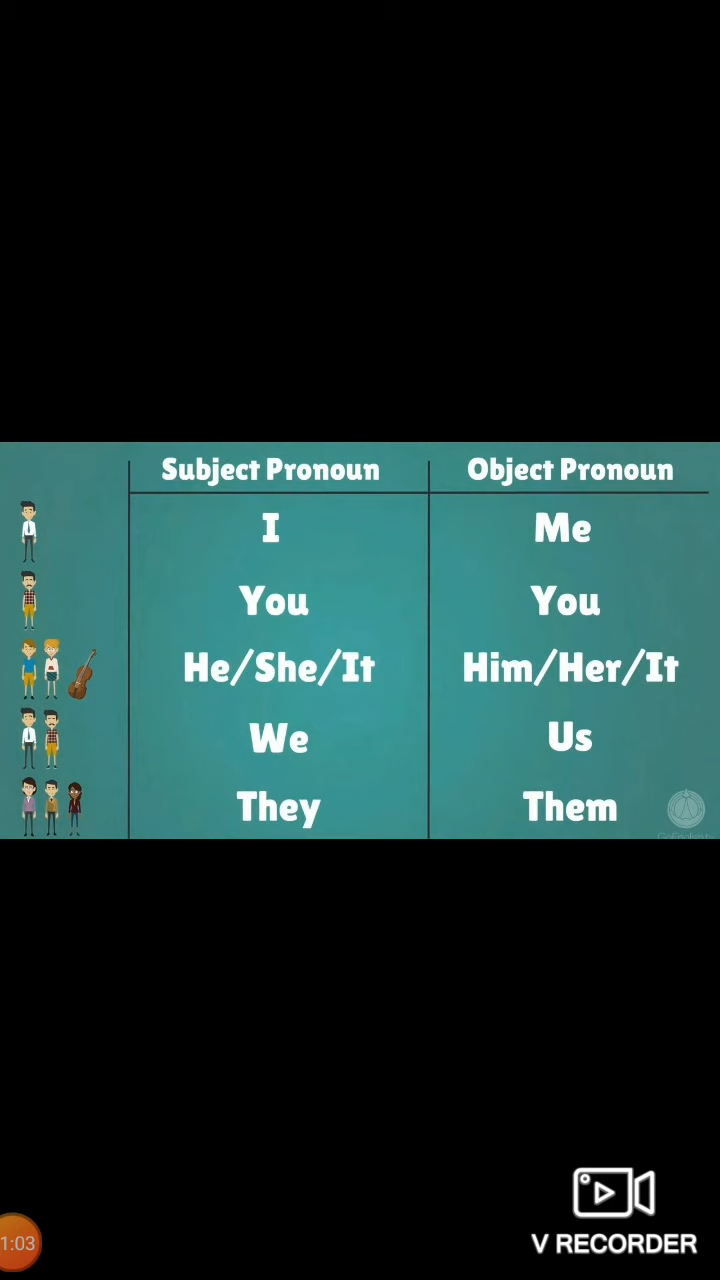 Subject Pronoun Object Pronoun
I Me
You You
He/She/It Him/Her/It
We Us
They Them
1:03
V RECORDER